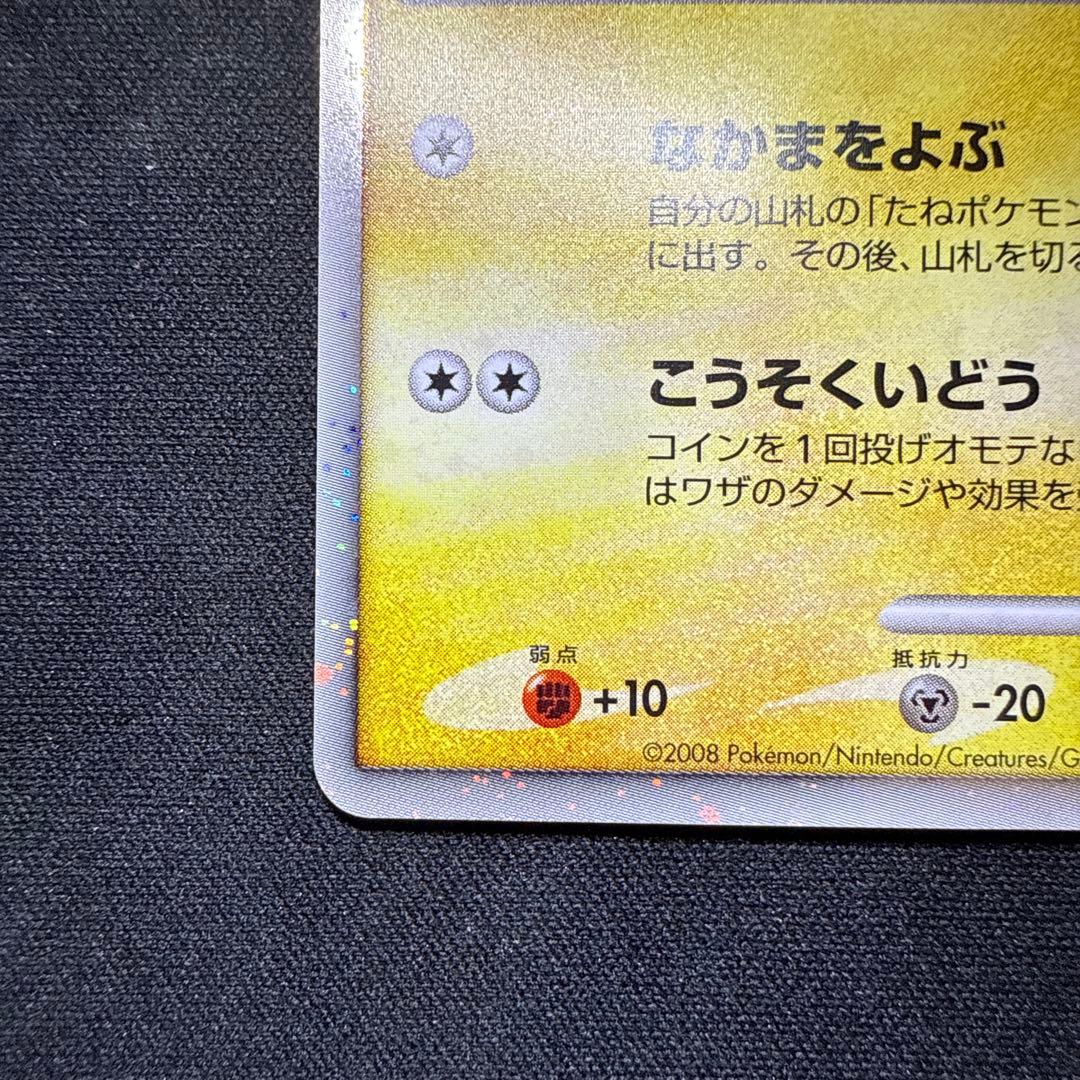 なかまをよぶ
自分の山札の「たねポケモン
に出す。その後、山札を切る
こうそくいどう
コインを1回投げオモテな
はワザのダメージや効果を
弱点
+10
抵抗力
-20
©2008 Pokémon/Nintendo/Creatures/G